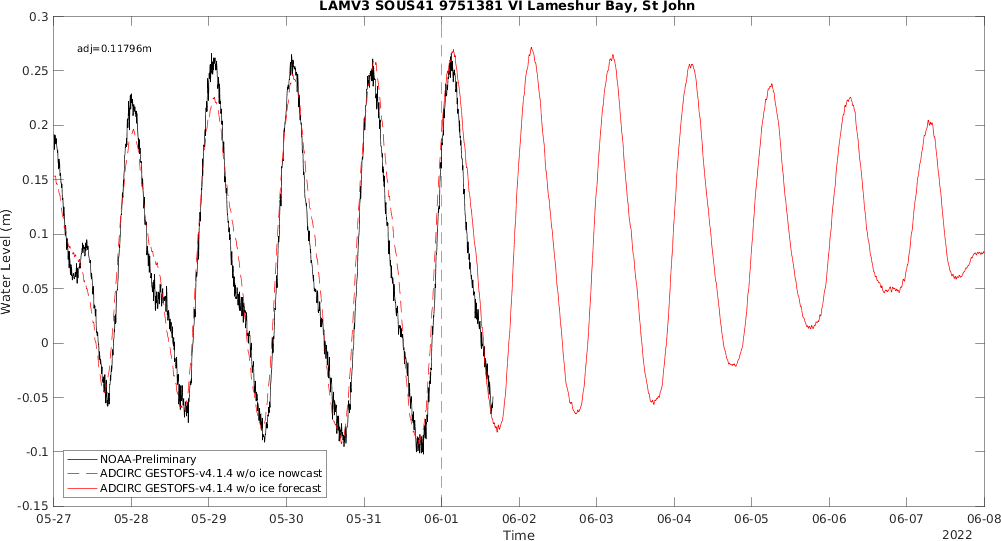 LAMV3 SOUS41 9751381 VI Lameshur Bay, St John
0.3
adj=0.11796m
0.25
0.2
0.15
0.1
0.05
0
-0.05
-0.1
-0.15
Water Level (m)
NOAA-Preliminary
ADCIRC GESTOFS-v4.1.4 w/o ice nowcast
ADCIRC GESTOFS-v4.1.4 w/o ice forecast
05-27 05-28 05-29 05-30 05-31 06-01 06-02 06-03 06-04 06-05 06-06 06-07 06-08
Time
2022